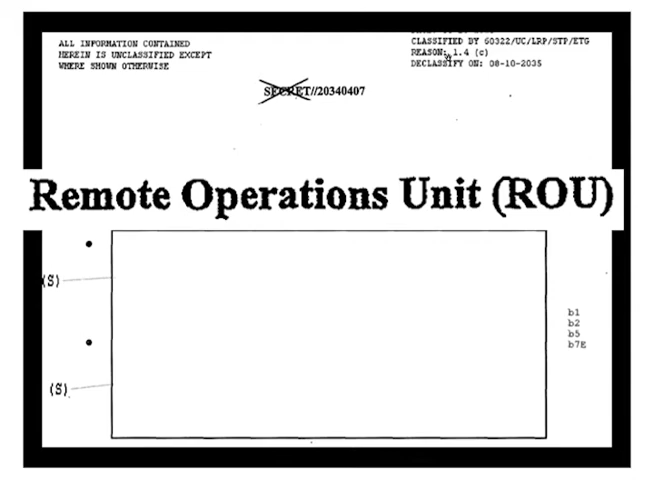 ALL INFORMATION CONTAINED
HEREIN IS UNCLASSIFIED EXCEPT
WHERE SHOWN OTHERWISE
CLASSIFIED BY 60322/UC/LRP/STP/ETG
REASON: 1.4 (c)
DECLASSIFY ON: 08-10-2035
SECRET//20340407
Remote Operations Unit (ROU)
(S)
(S)
b1
b2
b5
b7E